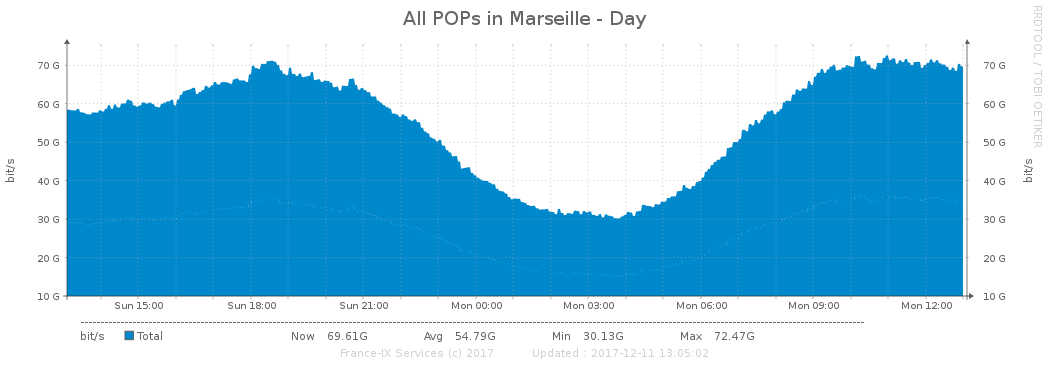 All POPs in Marseille - Day
RRDTOOL / TOBI OETIKER
70 G 70 G
60 G 60 G
50 G 50 G
40 G 40 G
30 G 30 G
20 G 20 G
10 G 10 G
bit/s bit/s
Sun 15:00 Sun 18:00 Sun 21:00 Mon 00:00 Mon 03:00 Mon 06:00 Mon 09:00 Mon 12:00
bit/s Total Now 69.61G Avg 54.79G Min 30.13G Max 72.47G
France-IX Services (c) 2017 Updated : 2017-12-11 13:05:02